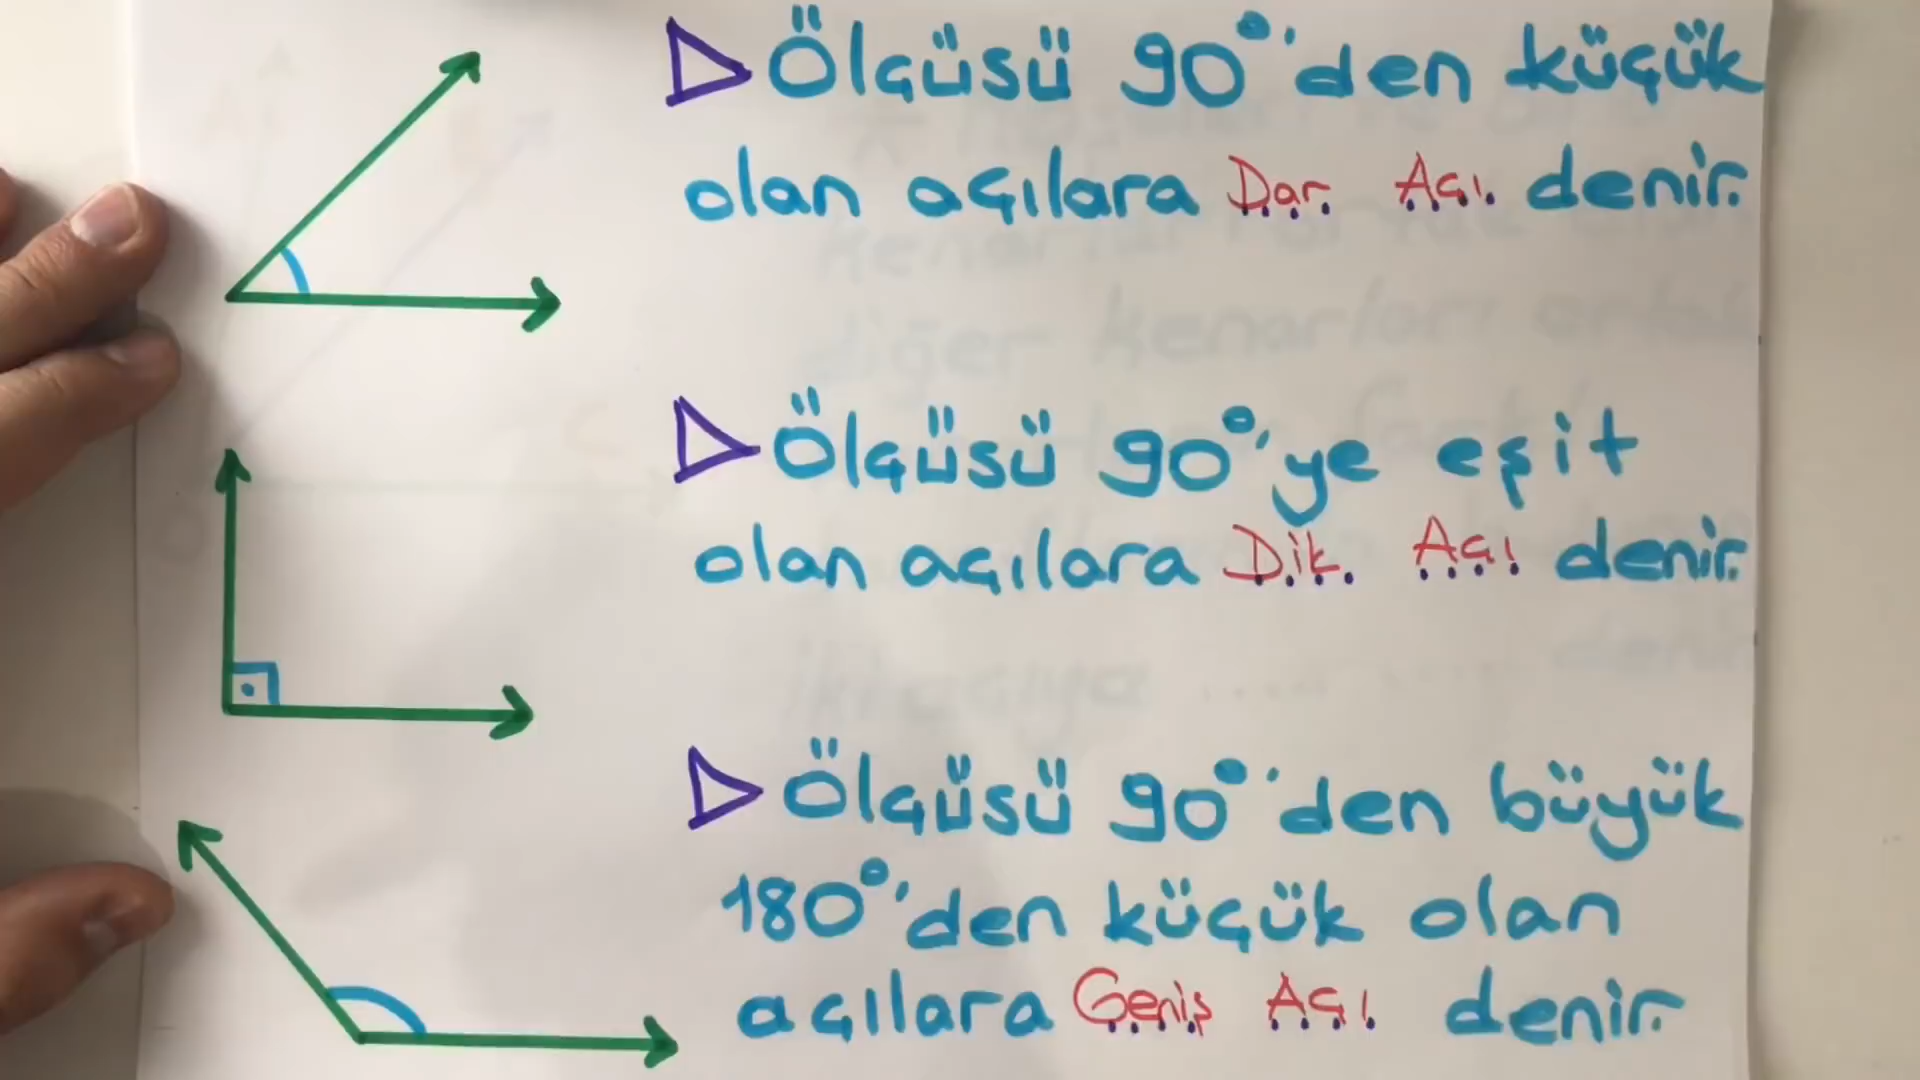 Ölçüsü 90°'den küçük
olan açılara Dar Açı denir.
Ölçüsü 90°'ye eşit
olan açılara Dik Açı denir.
Ölçüsü 90°'den büyük
180°'den küçük olan
açılara Geniş Açı denir.